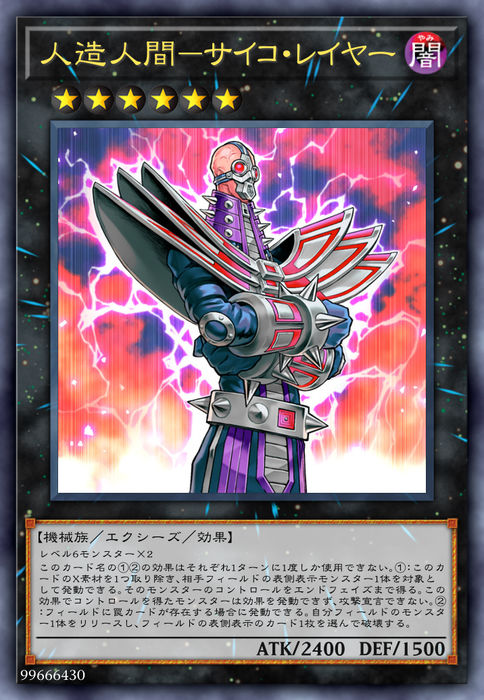 人造人間－サイコ・レイヤー
やみ
闇
【機械族／エクシーズ／効果】
レベル6モンスター×2
このカード名の①②の効果はそれぞれ1ターンに1度しか使用できない。①:このカー
ドのX素材を1つ取り除き、相手フィールドの表側表示モンスター1体を対象と
して発動できる。そのモンスターのコントロールをエンドフェイズまで得る。この
効果でコントロールを得たモンスターは効果を発動できず、攻撃宣言できない。②
:フィールドに罠カードが存在する場合に発動できる。自分フィールドのモンスタ
ー1体をリリースし、フィールドの表側表示のカード1枚を選んで破壊する。
ATK/2400 DEF/1500
99666430